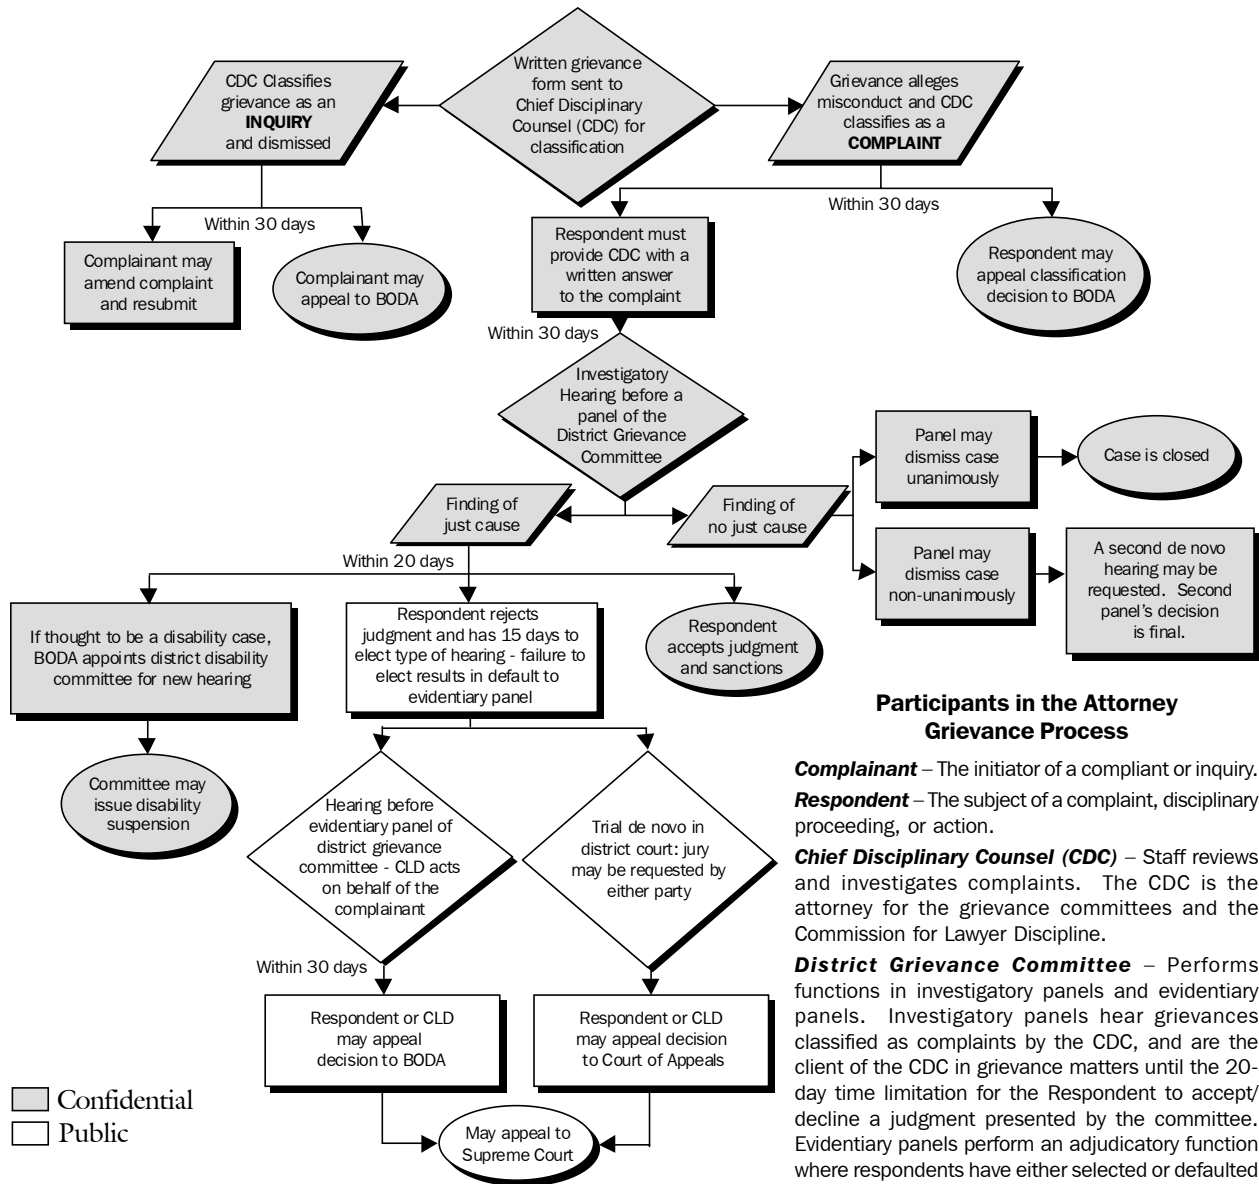 CDC Classifies
grievance as an
INQUIRY
and dismissed
Written grievance
form sent to
Chief Disciplinary
Counsel (CDC) for
classification
Grievance alleges
misconduct and CDC
classifies as a
COMPLAINT
Within 30 days
Complainant may
amend complaint
and resubmit
Complainant may
appeal to BODA
Within 30 days
Respondent must
provide CDC with a
written answer
to the complaint
Respondent may
appeal classification
decision to BODA
Within 30 days
Investigatory
Hearing before a
panel of the
District Grievance
Committee
Finding of
just cause
Finding of
no just cause
Panel may
dismiss case
unanimously
Case is closed
Panel may
dismiss case
non-unanimously
A second de novo
hearing may be
requested. Second
panel's decision
is final.
Within 20 days
If thought to be a disability case,
BODA appoints district disability
committee for new hearing
Respondent rejects
judgment and has 15 days to
elect type of hearing - failure to
elect results in default to
evidentiary panel
Respondent
accepts judgment
and sanctions
Committee may
issue disability
suspension
Hearing before
evidentiary panel of
district grievance
committee - CLD acts
on behalf of the
complainant
Trial de novo in
district court: jury
may be requested by
either party
Within 30 days
Respondent or CLD
may appeal
decision to BODA
Respondent or CLD
may appeal decision
to Court of Appeals
May appeal to
Supreme Court
Confidential
Public
Participants in the Attorney
Grievance Process
Complainant – The initiator of a compliant or inquiry.
Respondent – The subject of a complaint, disciplinary
proceeding, or action.
Chief Disciplinary Counsel (CDC) – Staff reviews
and investigates complaints. The CDC is the
attorney for the grievance committees and the
Commission for Lawyer Discipline.
District Grievance Committee – Performs
functions in investigatory panels and evidentiary
panels. Investigatory panels hear grievances
classified as complaints by the CDC, and are the
client of the CDC in grievance matters until the 20-
day time limitation for the Respondent to accept/
decline a judgment presented by the committee.
Evidentiary panels perform an adjudicatory function
where respondents have either selected or defaulted